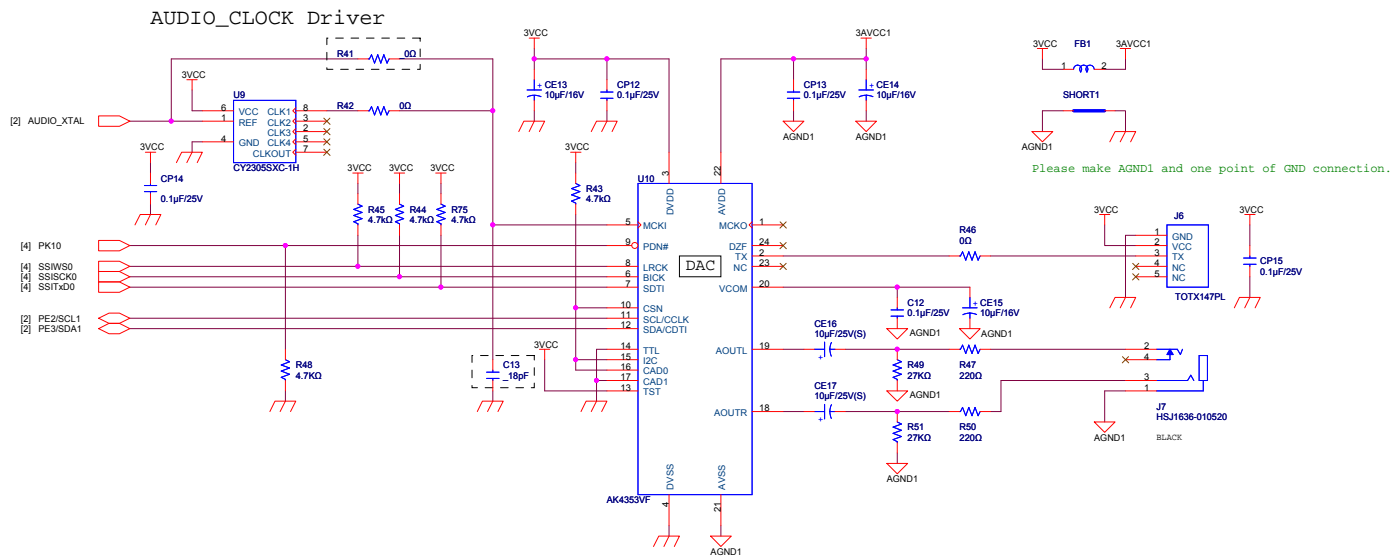 AUDIO_CLOCK Driver
R41
_0Ω
3VCC
U9
6
1
4
VCC
REF
GND
CLK1
CLK2
CLK3
CLK4
CLKOUT
8
3
2
5
7
CY2305SXC-1H
R42
0Ω
[2] AUDIO_XTAL
3VCC
CP14
0.1µF/25V
3VCC
3VCC
3VCC
R45
4.7kΩ
R44
4.7kΩ
R75
4.7kΩ
3VCC
CE13
10µF/16V
CP12
0.1µF/25V
3AVCC1
CP13
0.1µF/25V
CE14
10µF/16V
AGND1
AGND1
3VCC
FB1
3AVCC1
1
2
SHORT1
AGND1
Please make AGND1 and one point of GND connection.
3VCC
R43
4.7kΩ
U10
3
DVDD
22
AVDD
5
MCKI
9
PDN#
8
LRCK
6
BICK
7
SDTI
10
CSN
11
SCL/CCLK
12
SDA/CDTI
14
TTL
15
I2C
16
CAD0
17
CAD1
13
TST
DAC
MCKO
1
DZF
24
TX
2
NC
23
VCOM
20
AOUTL
19
AOUTR
18
DVSS
4
AVSS
21
AK4353VF
AGND1
[4] PK10
[4] SSIWS0
[4] SSISCK0
[4] SSITxD0
[2] PE2/SCL1
[2] PE3/SDA1
R48
4.7KΩ
C13
_18pF
3VCC
R46
0Ω
3VCC
J6
1
2
3
4
5
GND
VCC
TX
NC
NC
TOTX147PL
3VCC
CP15
0.1µF/25V
C12
0.1µF/25V
AGND1
CE15
10µF/16V
AGND1
CE16
10µF/25V(S)
R49
27KΩ
AGND1
R47
220Ω
CE17
10µF/25V(S)
R51
27KΩ
AGND1
R50
220Ω
2
4
3
1
AGND1
J7
HSJ1636-010520
BLACK